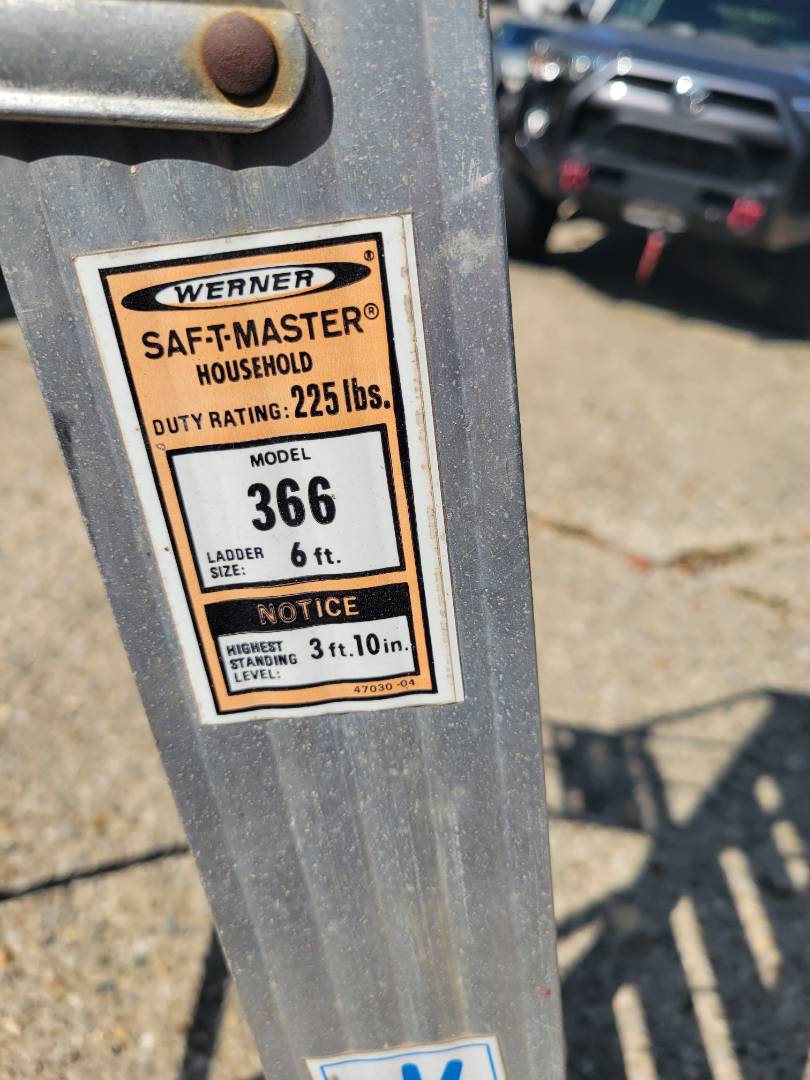 WERNER ®
SAF-T-MASTER®
HOUSEHOLD
DUTY RATING: 225 lbs.
MODEL
366
LADDER SIZE: 6 ft.
NOTICE
HIGHEST STANDING LEVEL: 3 ft. 10 in.
47030-04